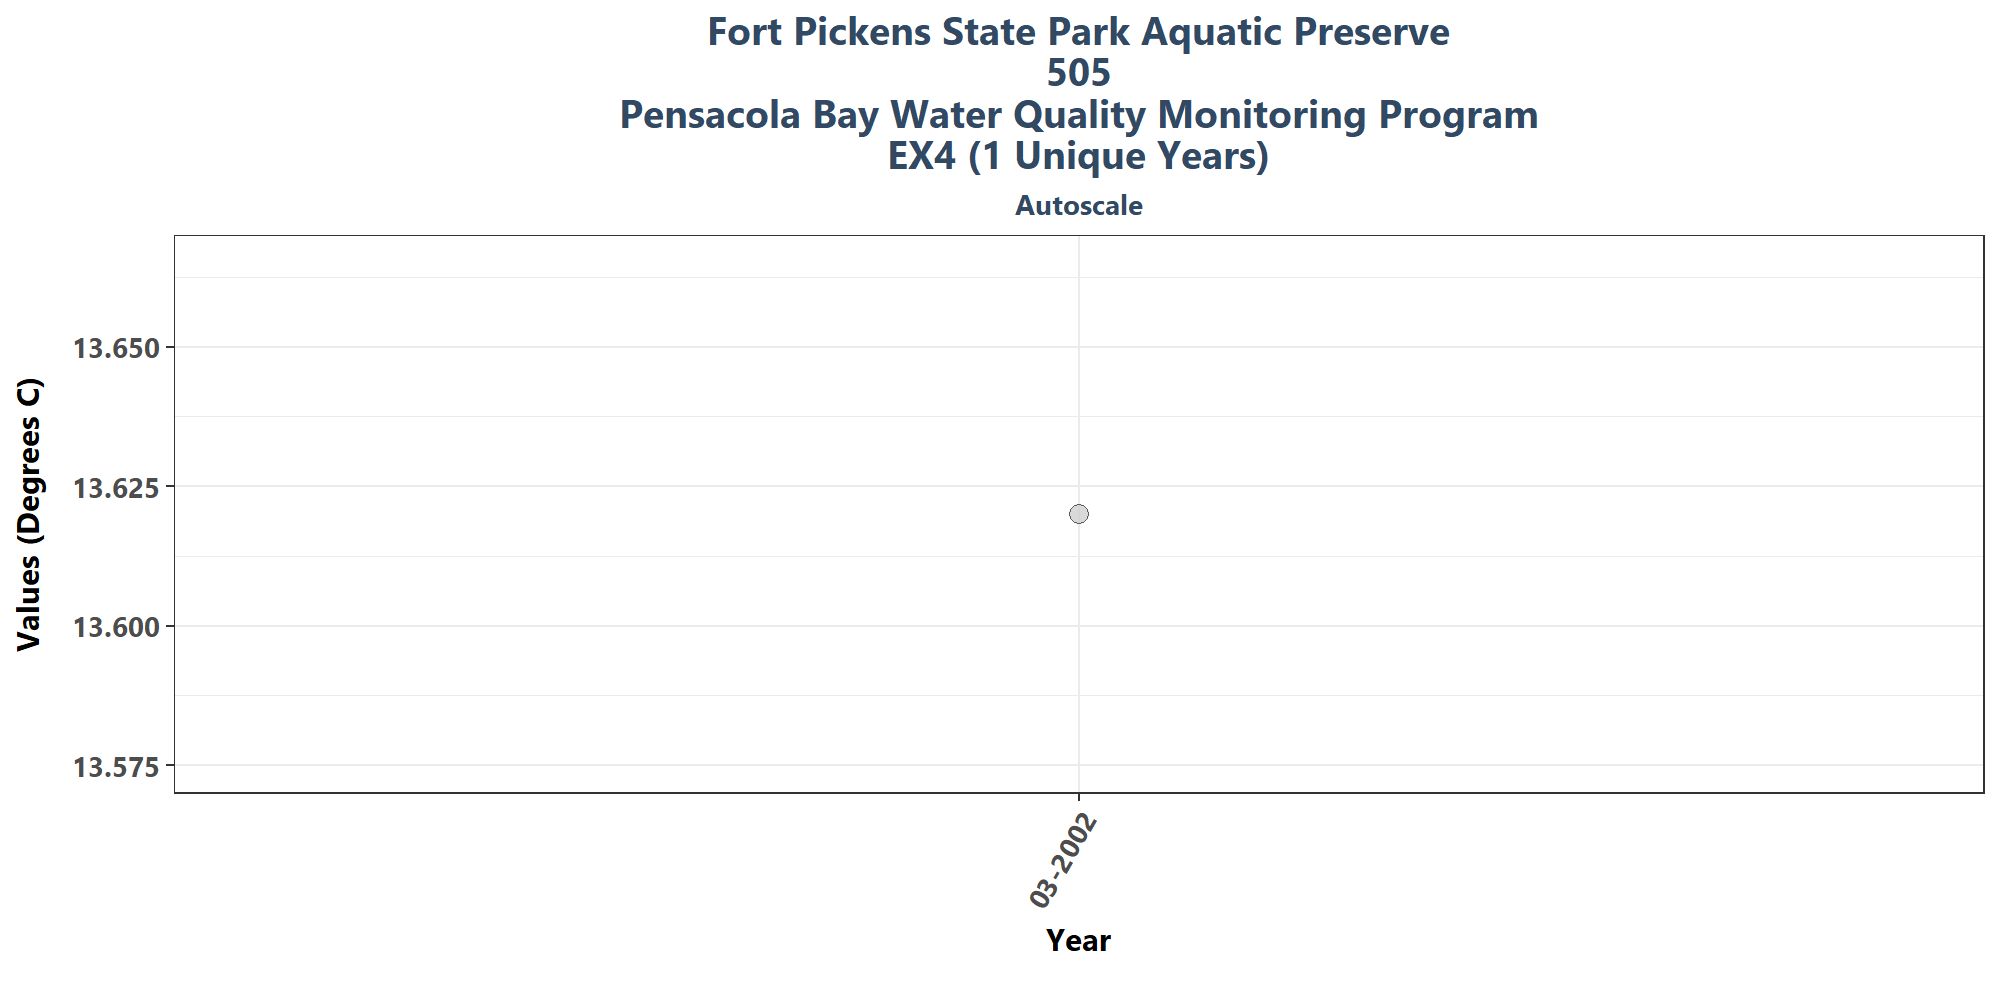 Fort Pickens State Park Aquatic Preserve
505
Pensacola Bay Water Quality Monitoring Program
EX4 (1 Unique Years)
Autoscale
Values (Degrees C)
13.650
13.625
13.600
13.575
03-2002
Year